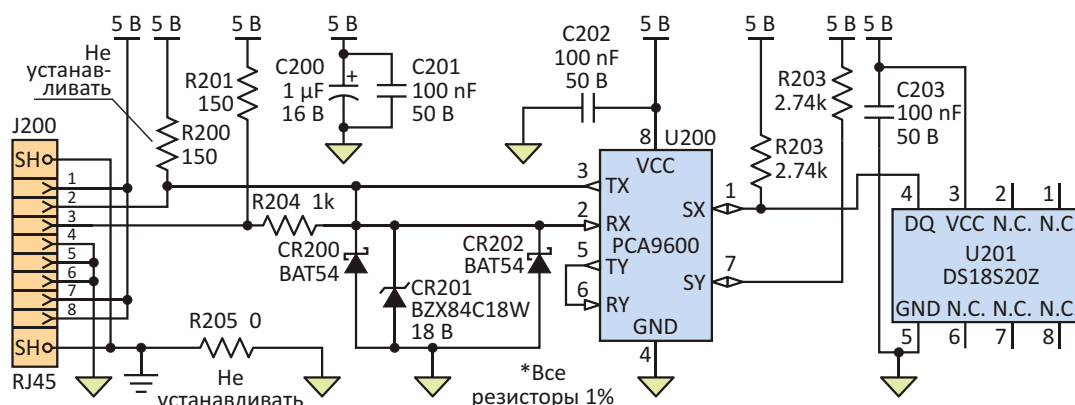 5 В 5 В 5 В 5 В 5 В 5 В 5 В 5 В
Не
устанав-
ливать
R201
150
R200
150
C200
1 µF
16 В
+
C201
100 nF
50 В
C202
100 nF
50 В
R203
2.74k
R203
2.74k
C203
100 nF
50 В
J200
SH
1
2
3
4
5
6
7
8
SH
RJ45
R204 1k
CR200
BAT54
CR201
BZX84C18W
18 В
CR202
BAT54
R205 0
Не
устанавдивать
*Все
резисторы 1%
U200
8
VCC
3 TX
2 RX
PCA9600
5 TY
6 RY
SX 1
SY 7
GND
4
4 3 2 1
DQ VCC N.C. N.C.
U201
DS18S20Z
GND N.C. N.C. N.C.
5 6 7 8